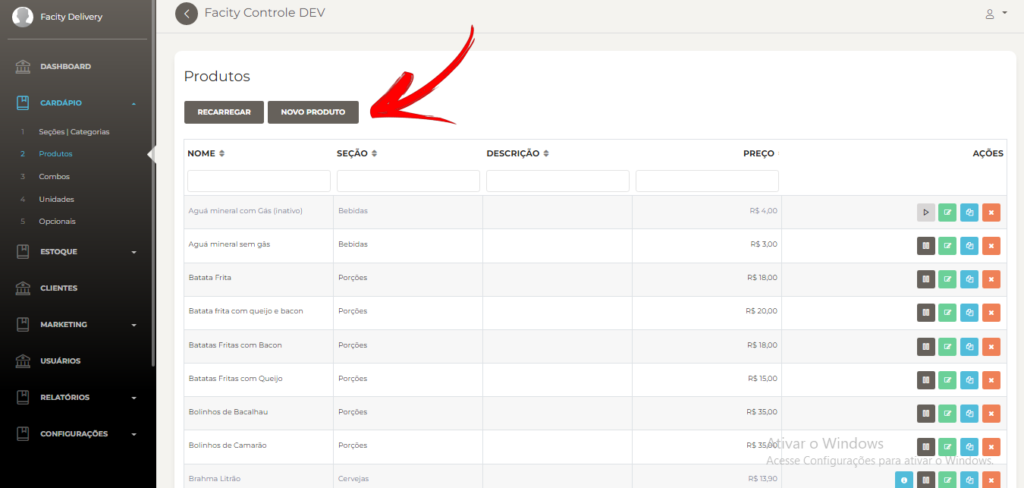 Facity Delivery
Facity Controle DEV
DASHBOARD
CARDÁPIO
1 Seções | Categorias
2 Produtos
3 Combos
4 Unidades
5 Opcionais
ESTOQUE
CLIENTES
MARKETING
USUÁRIOS
RELATÓRIOS
CONFIGURAÇÕES
Produtos
RECARREGAR NOVO PRODUTO
NOME SEÇÃO DESCRIÇÃO PREÇO AÇÕES
Aguá mineral com Gás (inativo) Bebidas R$ 4,00
Aguá mineral sem gás Bebidas R$ 3,00
Batata Frita Porções R$ 18,00
Batata frita com queijo e bacon Porções R$ 20,00
Batatas Fritas com Bacon Porções R$ 18,00
Batatas Fritas com Queijo Porções R$ 15,00
Bolinhos de Bacalhau Porções R$ 35,00
Bolinhos de Camarão Porções R$ 35,00
Brahma Litrão Cervejas R$ 13,90
Ativar o Windows
Acesse Configurações para ativar o Windows.